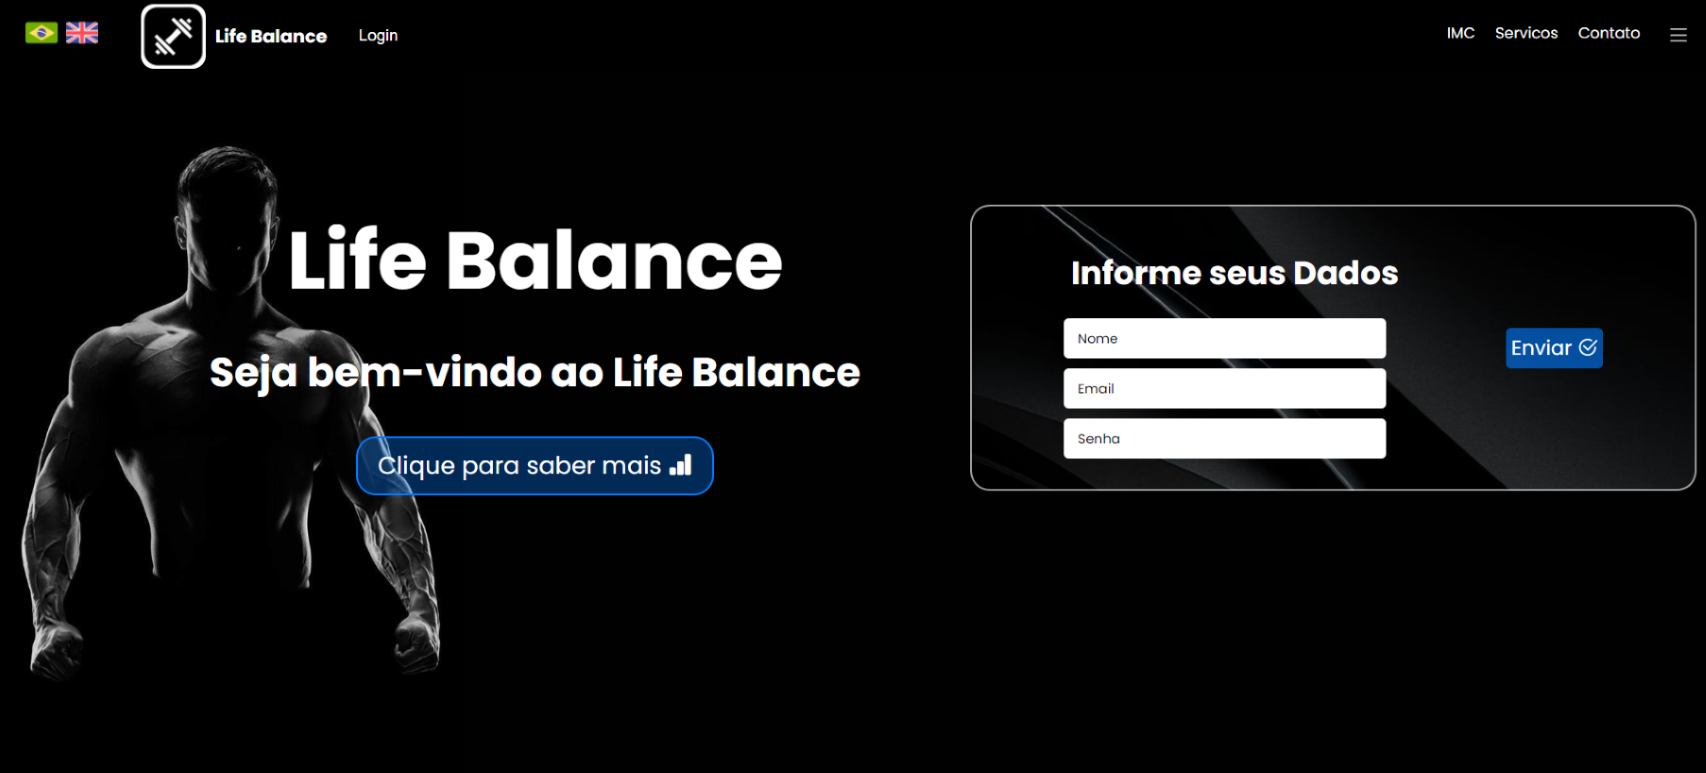 Life Balance
Login
IMC
Servicos
Contato
Life Balance
Seja bem-vindo ao Life Balance
Clique para saber mais
Informe seus Dados
Nome
Email
Senha
Enviar